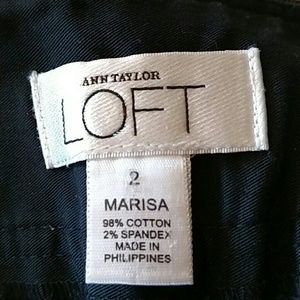 ANN TAYLOR
LOFT
2
MARISA
98% COTTON
2% SPANDEX
MADE IN
PHILIPPINES